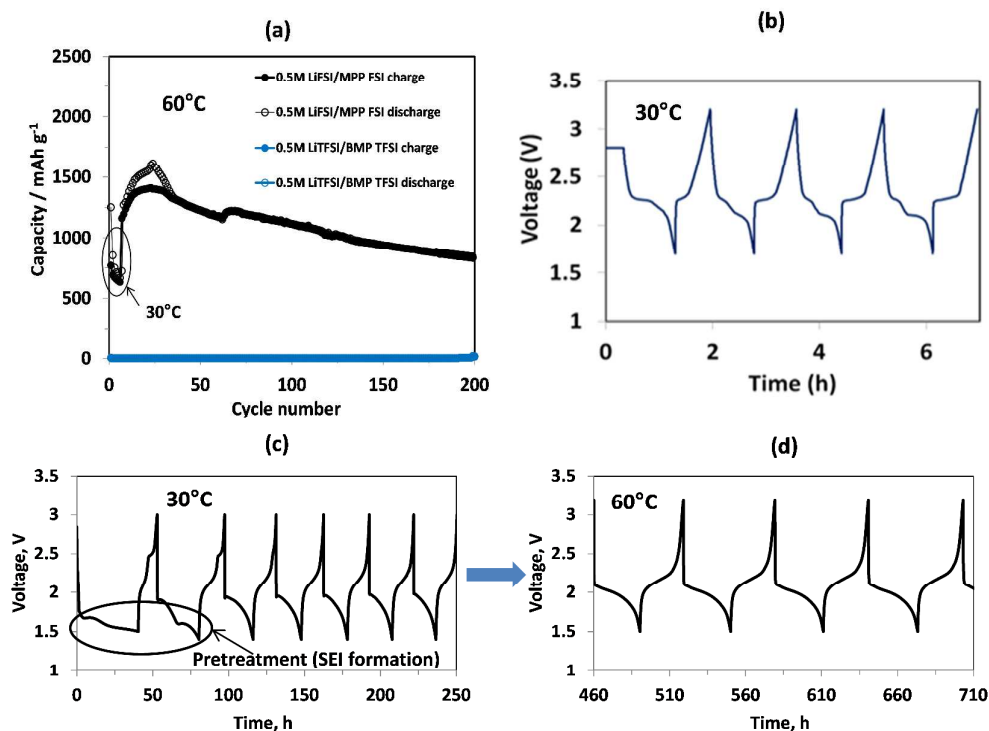 (a)
2500
2000
1500
1000
500
0
Capacity / mAh g-1
60°C
0.5M LiFSI/MPP FSI charge
0.5M LiFSI/MPP FSI discharge
0.5M LiTFSI/BMP TFSI charge
0.5M LiTFSI/BMP TFSI discharge
30°C
0 50 100 150 200
Cycle number
(b)
3.5
3
2.5
2
1.5
1
Voltage (V)
30°C
0 2 4 6
Time (h)
(c)
3.5
3
2.5
2
1.5
1
Voltage, V
30°C
Pretreatment (SEI formation)
0 50 100 150 200 250
Time, h
(d)
3.5
3
2.5
2
1.5
1
Voltage, V
60°C
460 510 560 610 660 710
Time, h